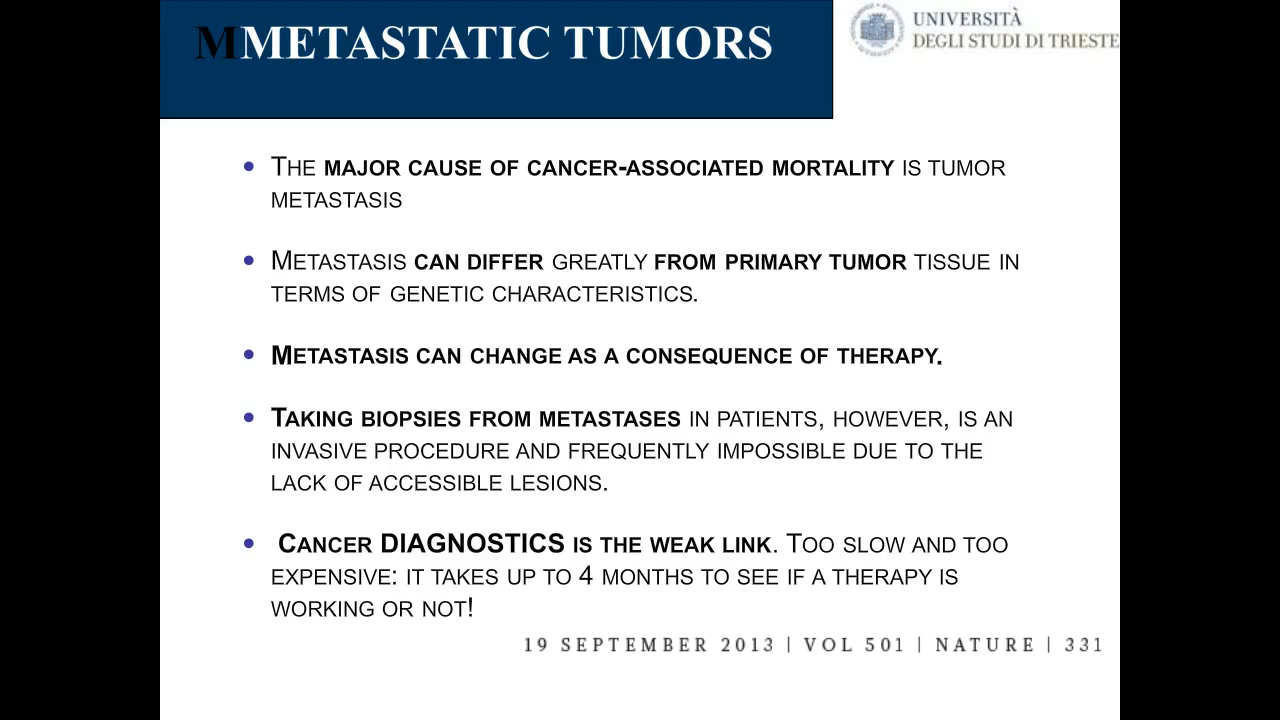 MMETASTATIC TUMORS
UNIVERSITÀ
DEGLI STUDI DI TRIESTE
• THE MAJOR CAUSE OF CANCER-ASSOCIATED MORTALITY IS TUMOR
METASTASIS
• METASTASIS CAN DIFFER GREATLY FROM PRIMARY TUMOR TISSUE IN
TERMS OF GENETIC CHARACTERISTICS.
• METASTASIS CAN CHANGE AS A CONSEQUENCE OF THERAPY.
• TAKING BIOPSIES FROM METASTASES IN PATIENTS, HOWEVER, IS AN
INVASIVE PROCEDURE AND FREQUENTLY IMPOSSIBLE DUE TO THE
LACK OF ACCESSIBLE LESIONS.
• CANCER DIAGNOSTICS IS THE WEAK LINK. TOO SLOW AND TOO
EXPENSIVE: IT TAKES UP TO 4 MONTHS TO SEE IF A THERAPY IS
WORKING OR NOT!
19 SEPTEMBER 2013 | VOL 501 | NATURE | 331